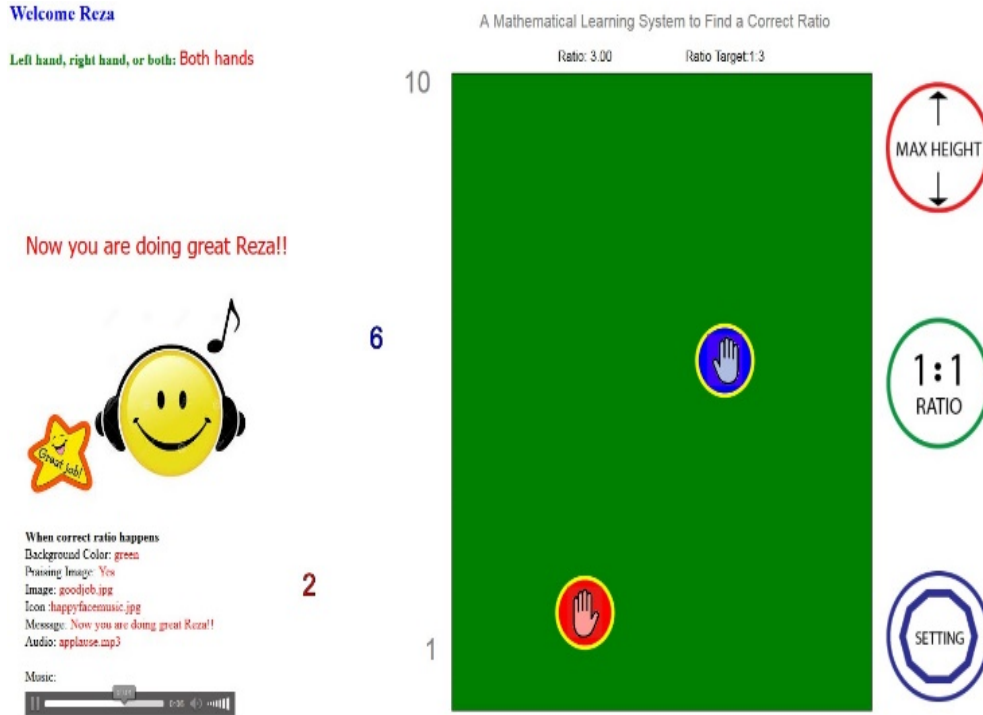 Welcome Reza
Left hand, right hand, or both: Both hands
Now you are doing great Reza!!
Great Job!
When correct ratio happens
Background Color: green
Praising Image: Yes
Image: goodjob.jpg
Icon :happyfacemusic.jpg
Message: Now you are doing great Reza!!
Audio: applause.mp3
Music:
0:36
6
2
A Mathematical Learning System to Find a Correct Ratio
Ratio: 3.00 Ratio Target:1:3
10
1
MAX HEIGHT
1:1
RATIO
SETTING